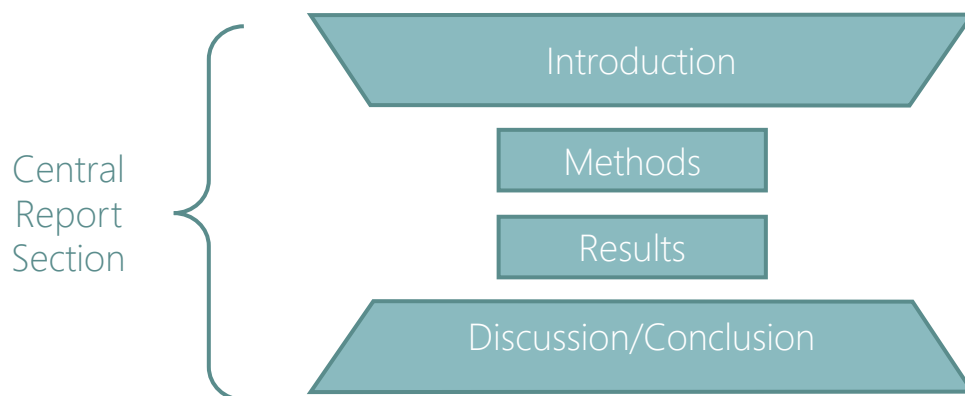 Introduction
Methods
Central
Report
Section
Results
Discussion/Conclusion